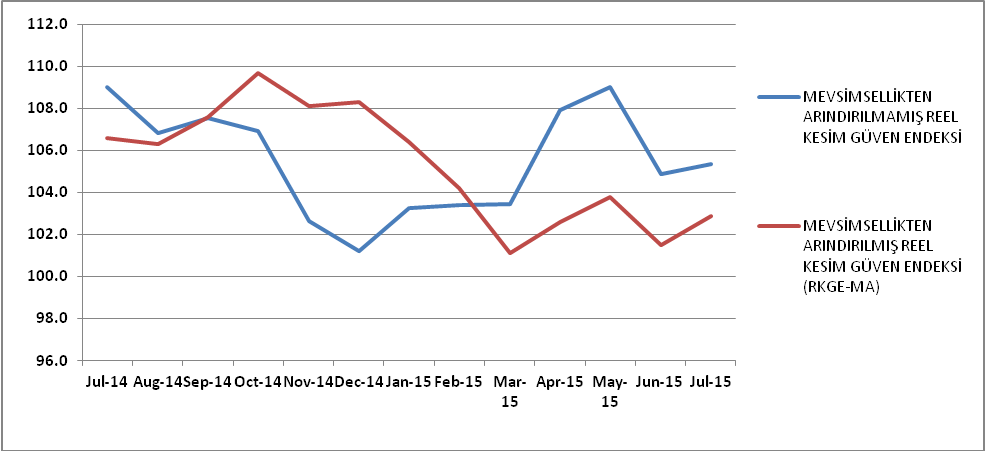 112.0
110.0
108.0
106.0
104.0
102.0
100.0
98.0
96.0
Jul-14 Aug-14 Sep-14 Oct-14 Nov-14 Dec-14 Jan-15 Feb-15 Mar-15 Apr-15 May-15 Jun-15 Jul-15
MEVSİMSELLİKTEN
ARINDIRILMAMIŞ REEL
KESİM GÜVEN ENDEKSİ
MEVSİMSELLİKTEN
ARINDIRILMIŞ REEL
KESİM GÜVEN ENDEKSİ
(RKGE-MA)